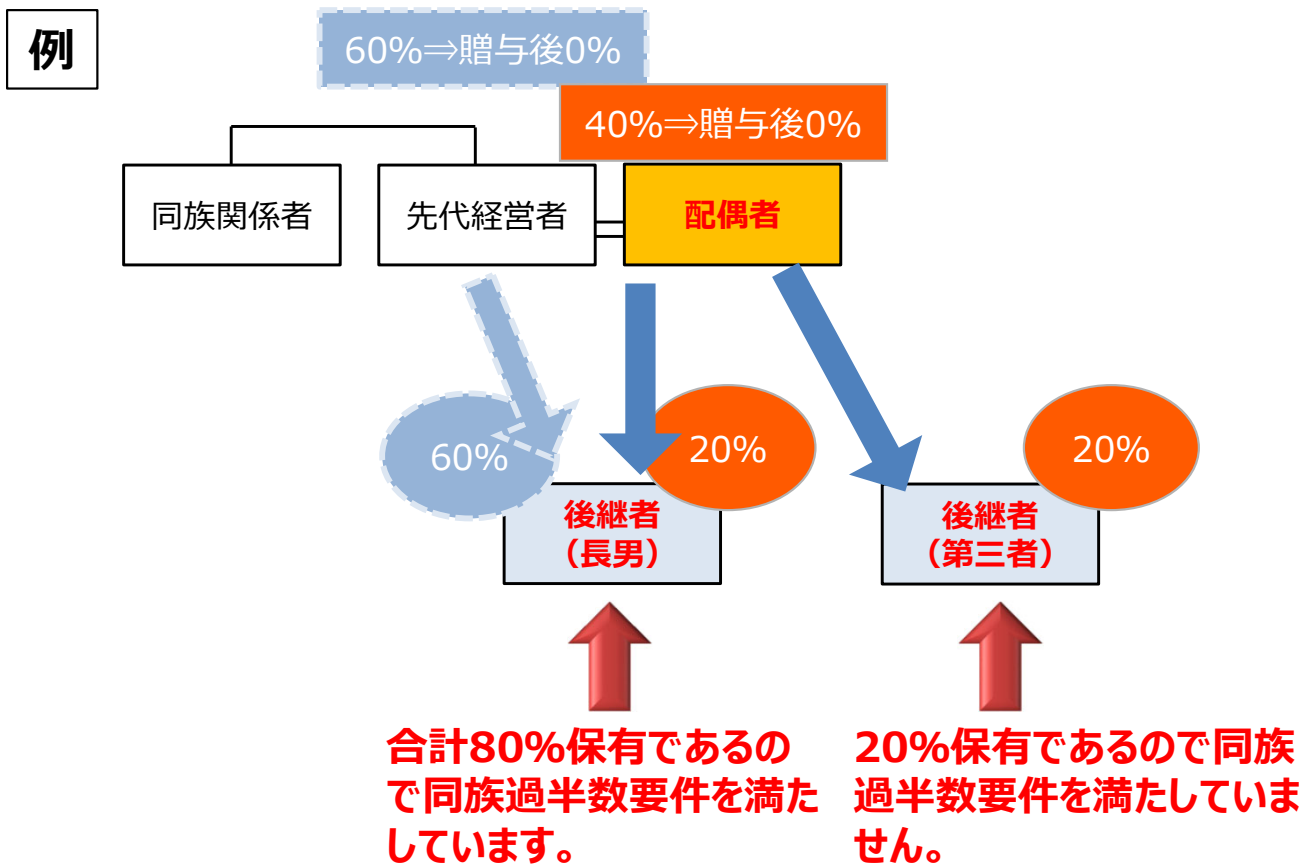 例
60%⇒贈与後0%
40%⇒贈与後0%
同族関係者
先代経営者
配偶者
60%
20%
20%
後継者
（長男）
後継者
（第三者）
合計80%保有であるの
で同族過半数要件を満た
しています。
20%保有であるので同族
過半数要件を満たしていま
せん。